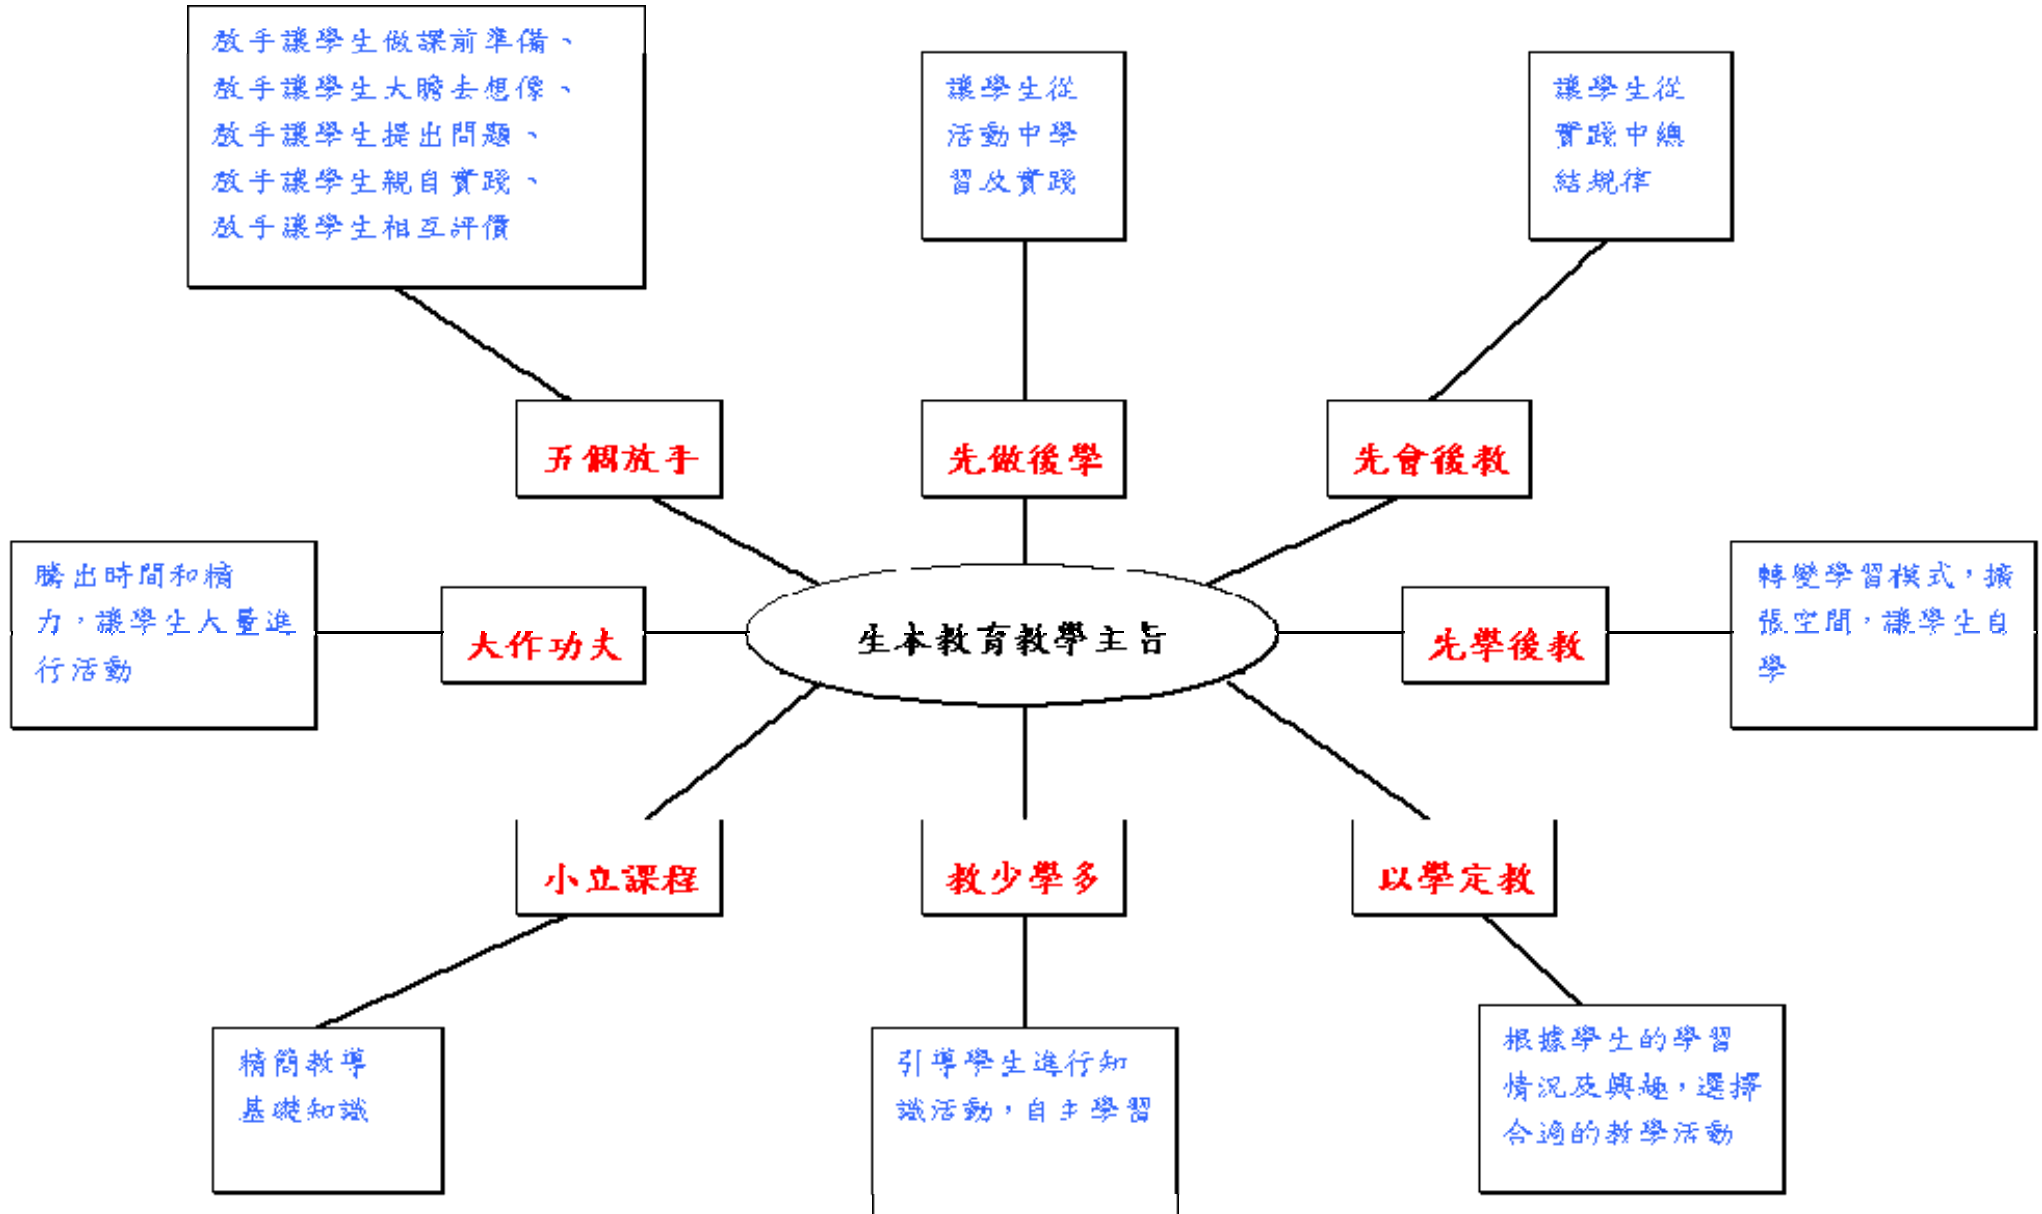 放手讓學生做課前準備、
放手讓學生大膽去想像、
放手讓學生提出問題、
放手讓學生親自實踐、
放手讓學生相互評價
讓學生從
活動中學
習及實踐
讓學生從
實踐中總
結規律
五個放手
先做後學
先會後教
騰出時間和精
力，讓學生大量進
行活動
大作功夫
生本教育教學主旨
先學後教
轉變學習模式，擴
張空間，讓學生自
學
小立課程
教少學多
以學定教
精簡教導
基礎知識
引導學生進行知
識活動，自主學習
根據學生的學習
情況及興趣，選擇
合適的教學活動